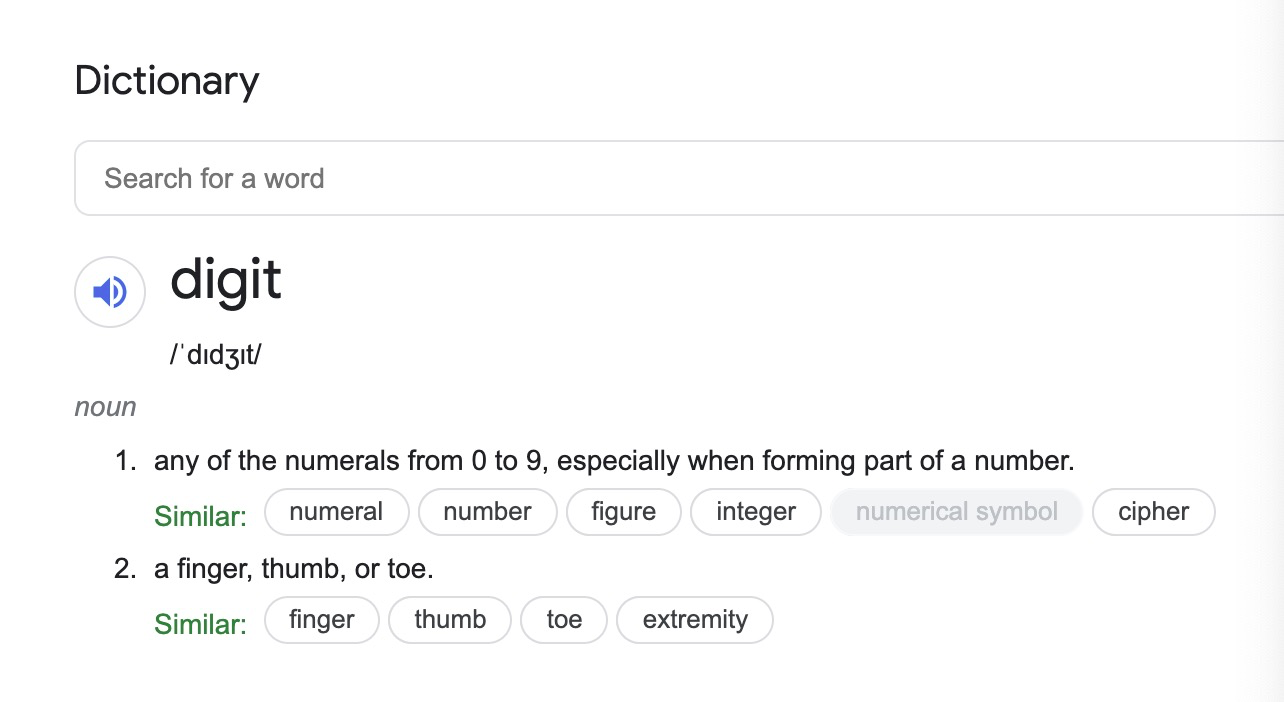 Dictionary
Search for a word
digit
/ˈdɪdʒɪt/
noun
1. any of the numerals from 0 to 9, especially when forming part of a number.
Similar: numeral number figure integer numerical symbol cipher
2. a finger, thumb, or toe.
Similar: finger thumb toe extremity